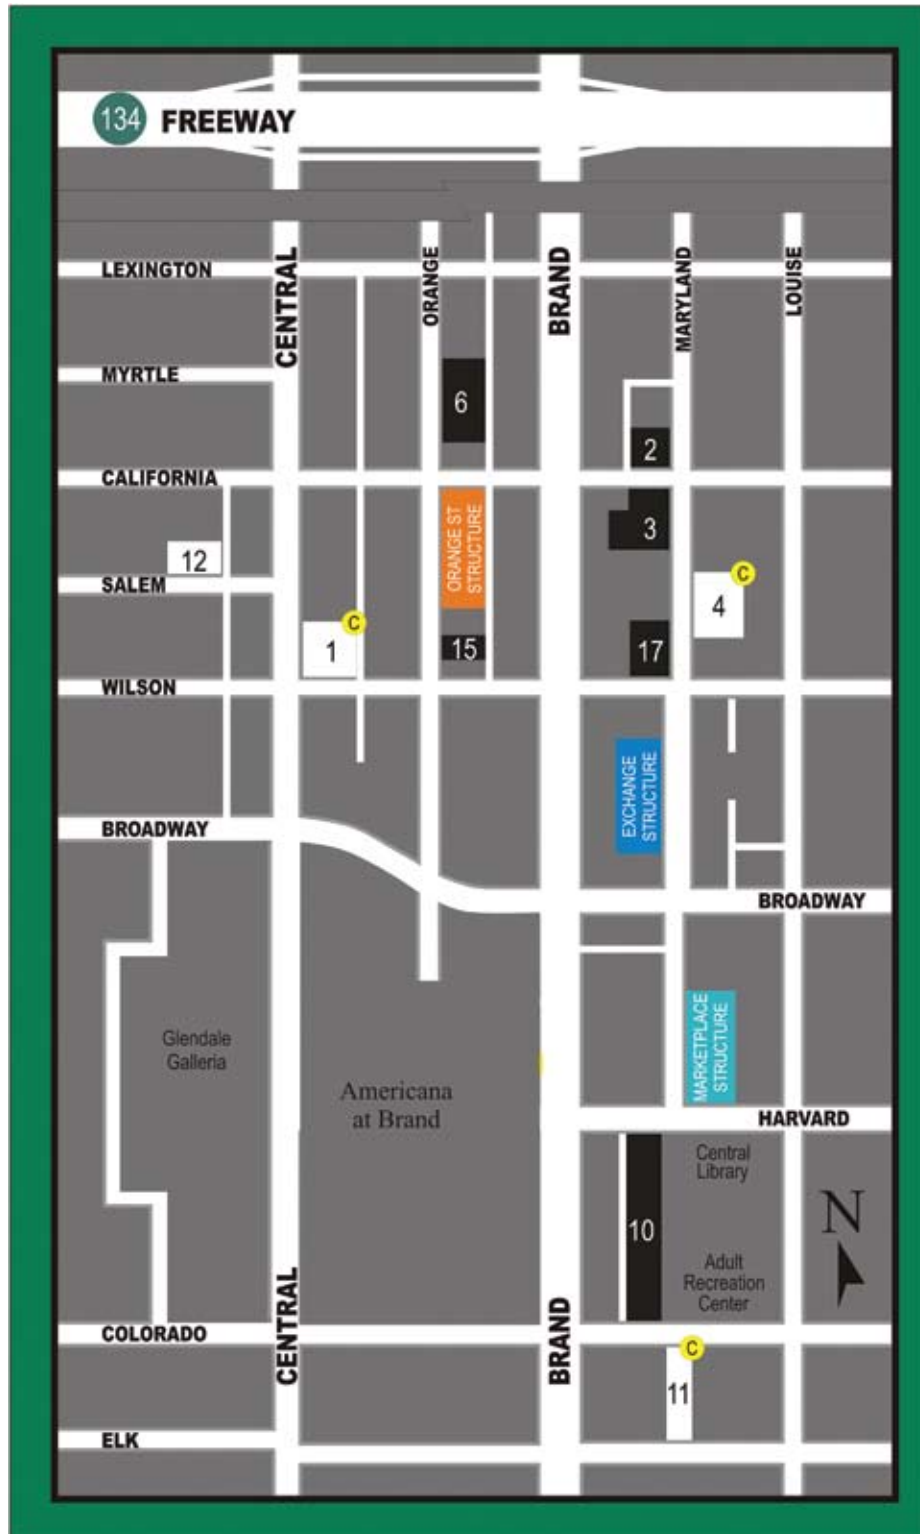 134 FREEWAY
LEXINGTON
CENTRAL
ORANGE
BRAND
MARYLAND
LOUISE
MYRTLE
6
2
CALIFORNIA
ORANGE ST
STRUCTURE
3
12
SALEM
C
4
C
1
15
17
WILSON
EXCHANGE
STRUCTURE
BROADWAY
BROADWAY
Glendale
Galleria
MARKETPLACE
STRUCTURE
Americana
at Brand
HARVARD
Central
Library
N
10
Adult
Recreation
Center
COLORADO
CENTRAL
BRAND
C
11
ELK